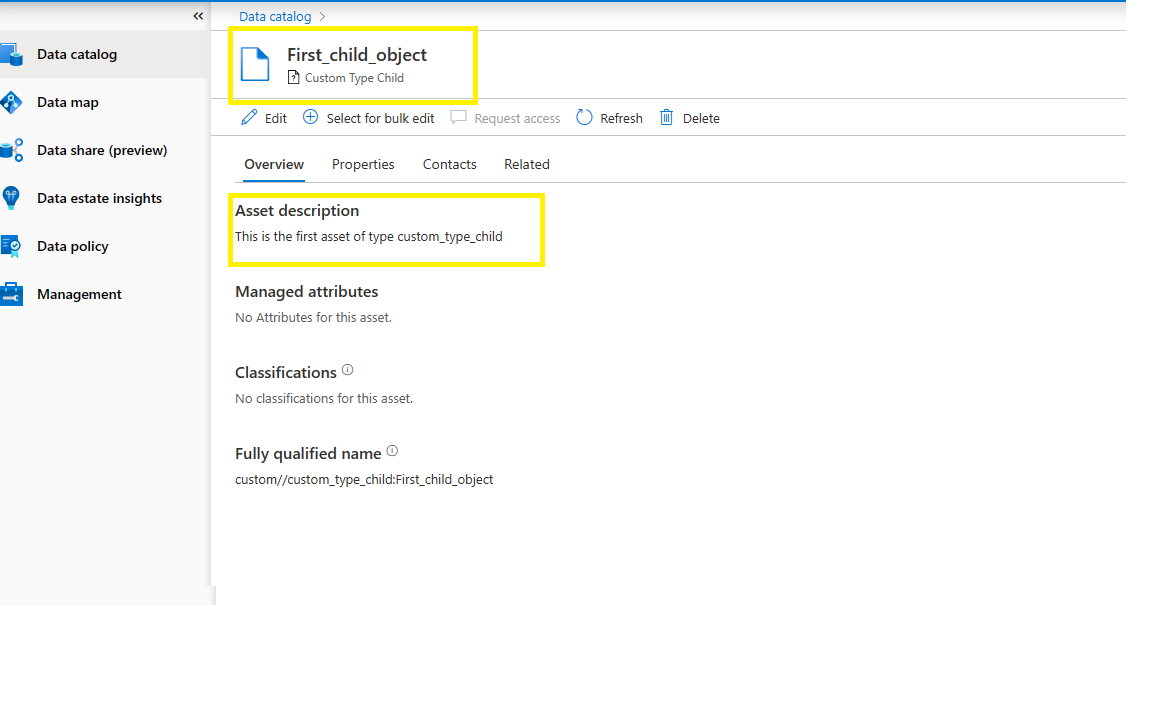 Data catalog
Data catalog
Data map
Data share (preview)
Data estate insights
Data policy
Management
First_child_object
Custom Type Child
Edit Select for bulk edit Request access Refresh Delete
Overview Properties Contacts Related
Asset description
This is the first asset of type custom_type_child
Managed attributes
No Attributes for this asset.
Classifications
No classifications for this asset.
Fully qualified name
custom//custom_type_child:First_child_object